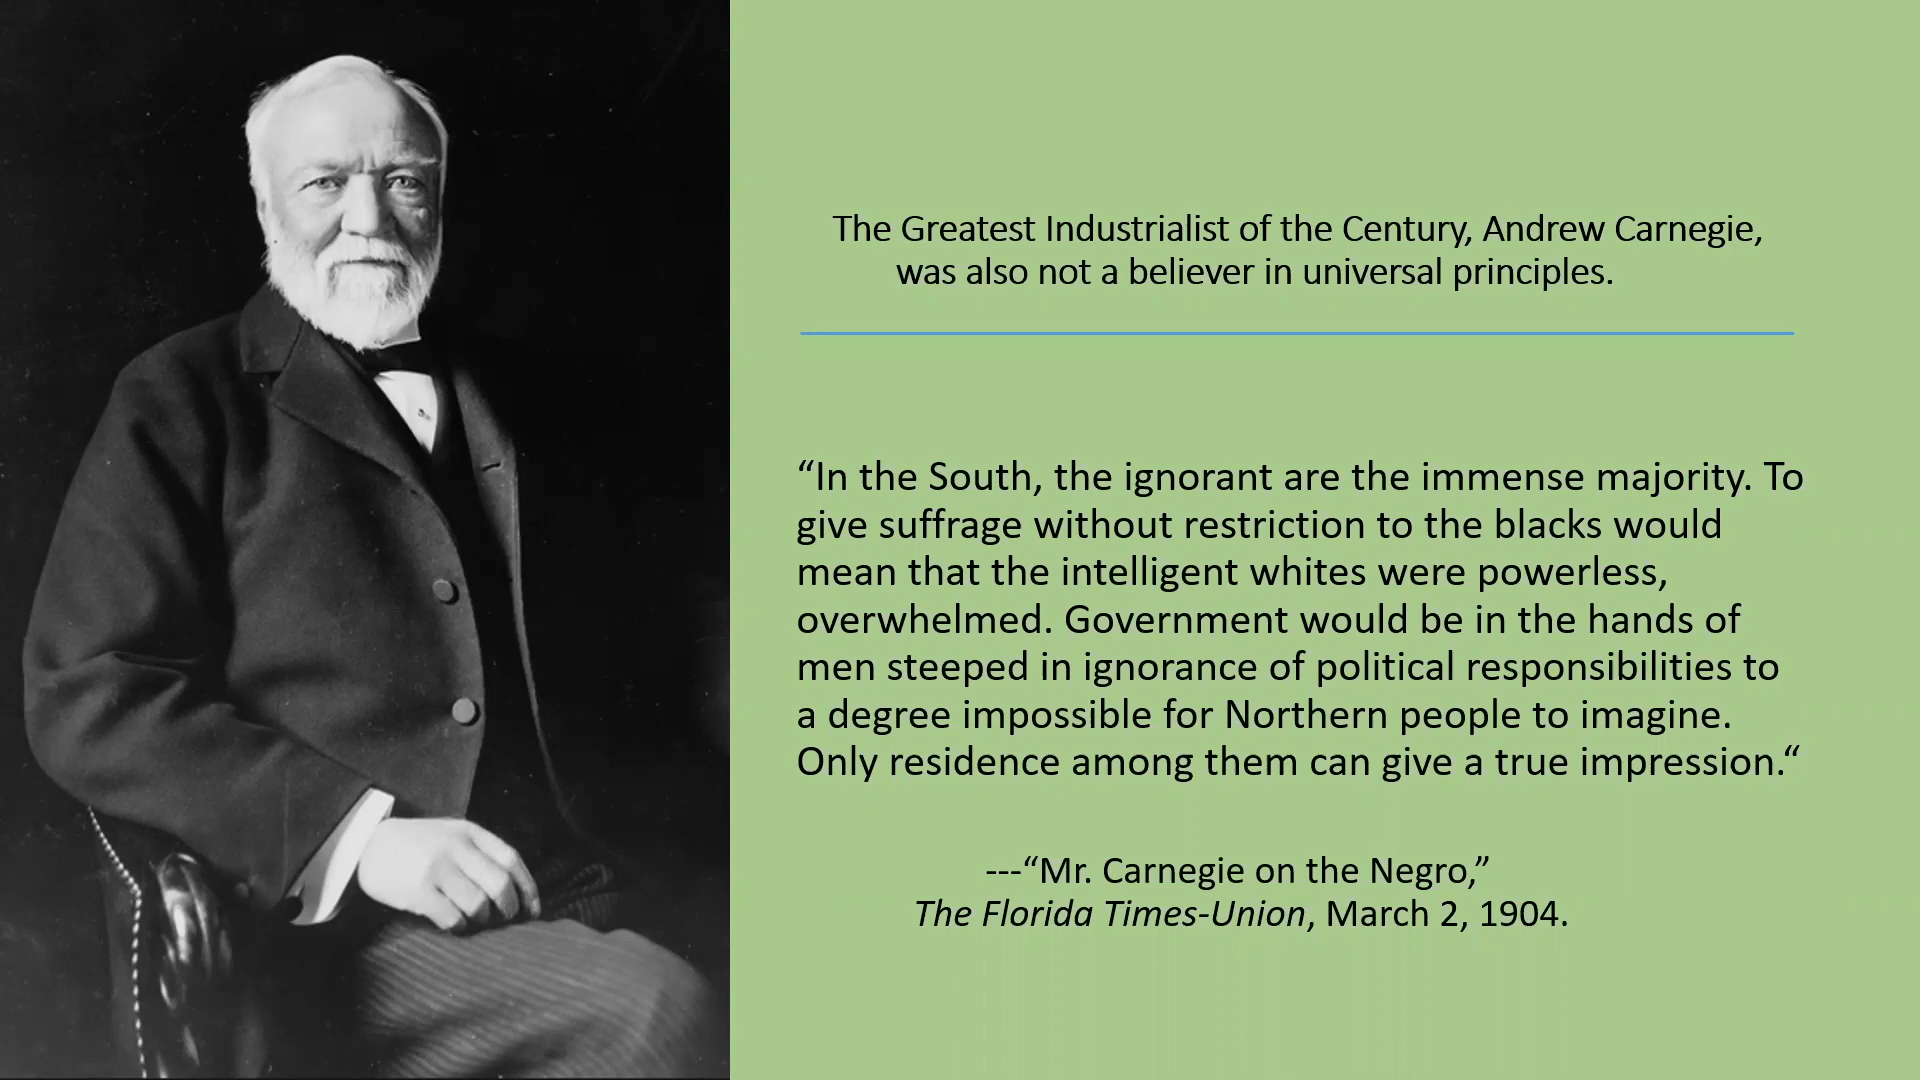 The Greatest Industrialist of the Century, Andrew Carnegie,
was also not a believer in universal principles.
“In the South, the ignorant are the immense majority. To
give suffrage without restriction to the blacks would
mean that the intelligent whites were powerless,
overwhelmed. Government would be in the hands of
men steeped in ignorance of political responsibilities to
a degree impossible for Northern people to imagine.
Only residence among them can give a true impression.“
---“Mr. Carnegie on the Negro,”
The Florida Times-Union, March 2, 1904.